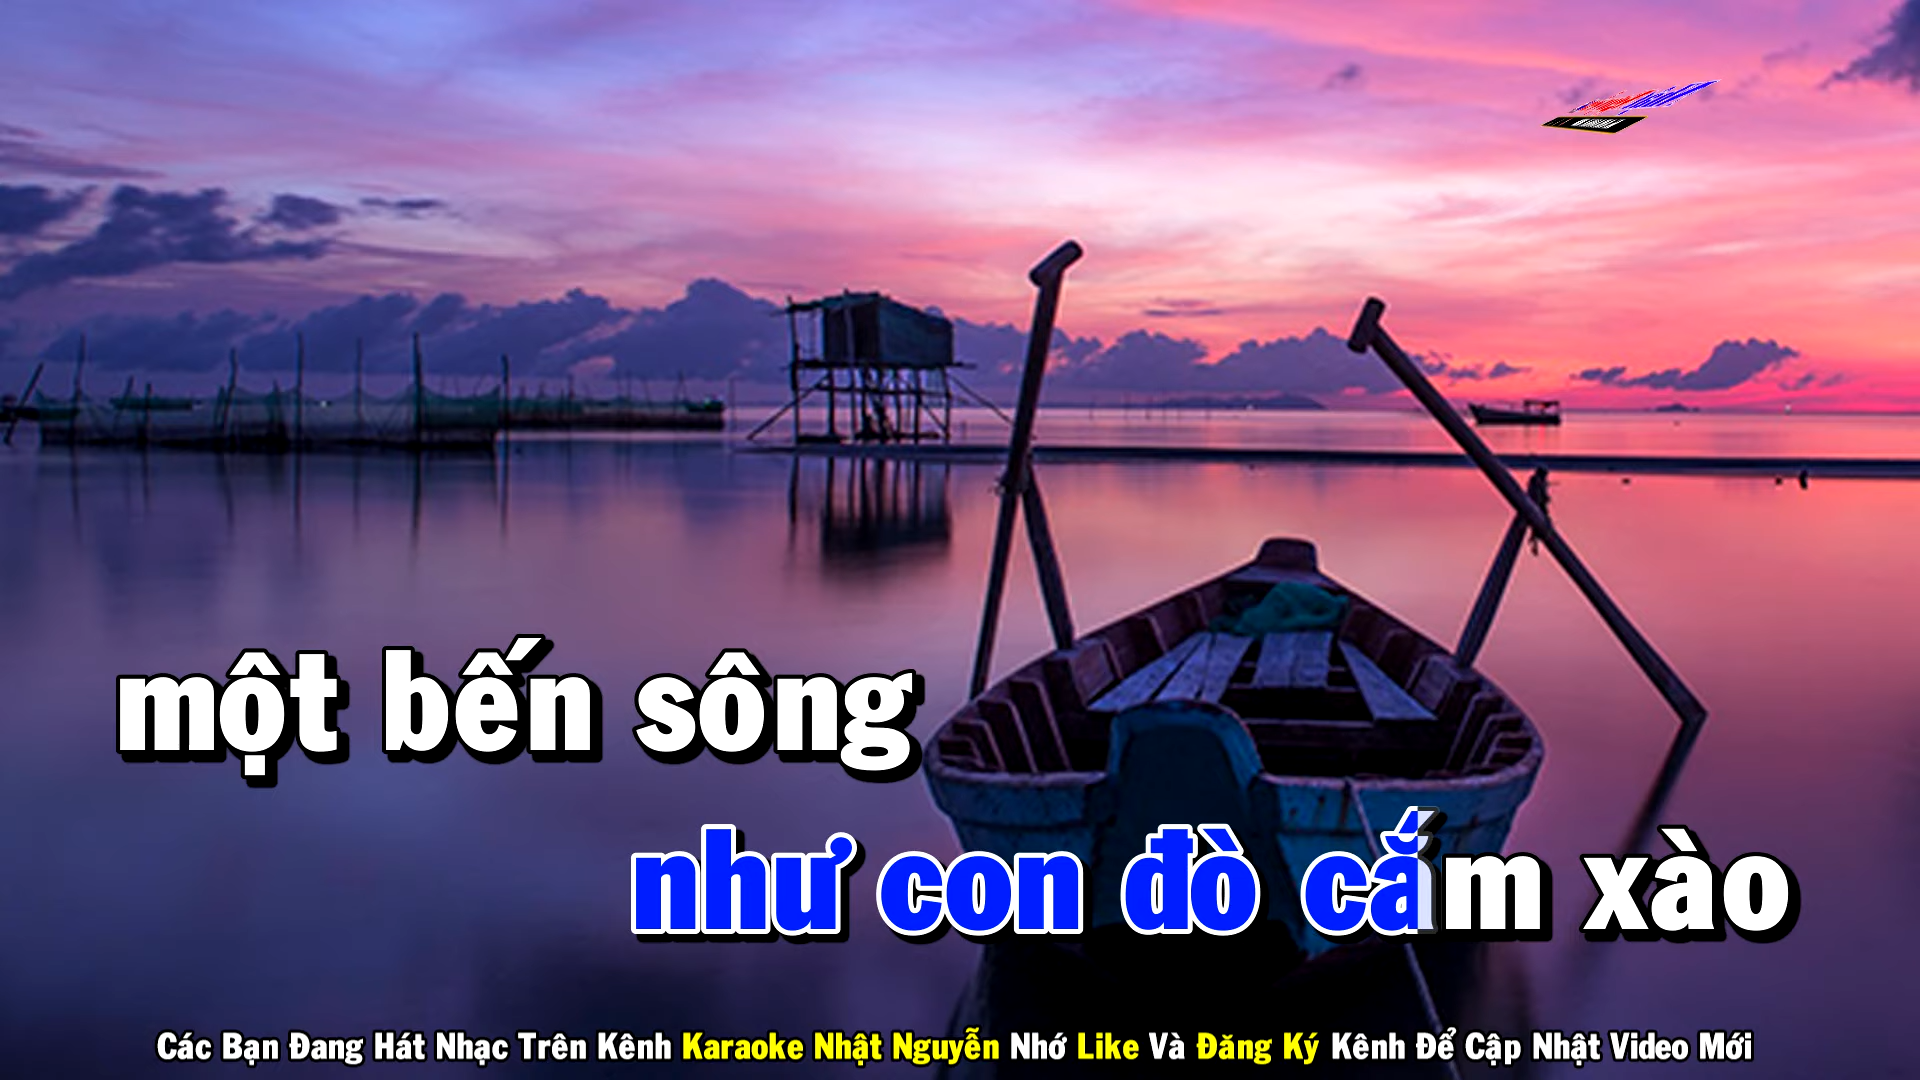 một bến sông
như con đò cắm xào
Các Bạn Đang Hát Nhạc Trên Kênh Karaoke Nhật Nguyễn Nhớ Like Và Đăng Ký Kênh Để Cập Nhật Video Mới